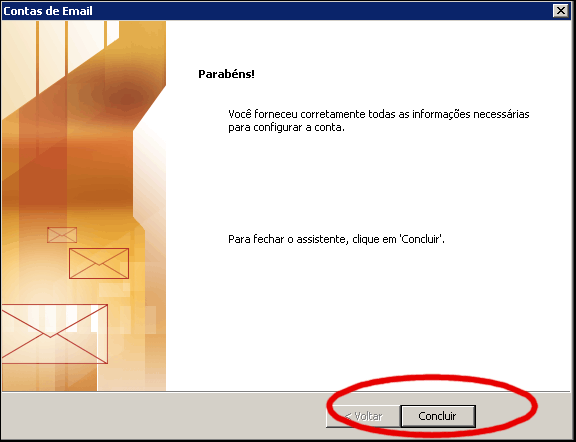 Contas de Email
Parabéns!
Você forneceu corretamente todas as informações necessárias
para configurar a conta.
Para fechar o assistente, clique em 'Concluir'.
< Voltar
Concluir